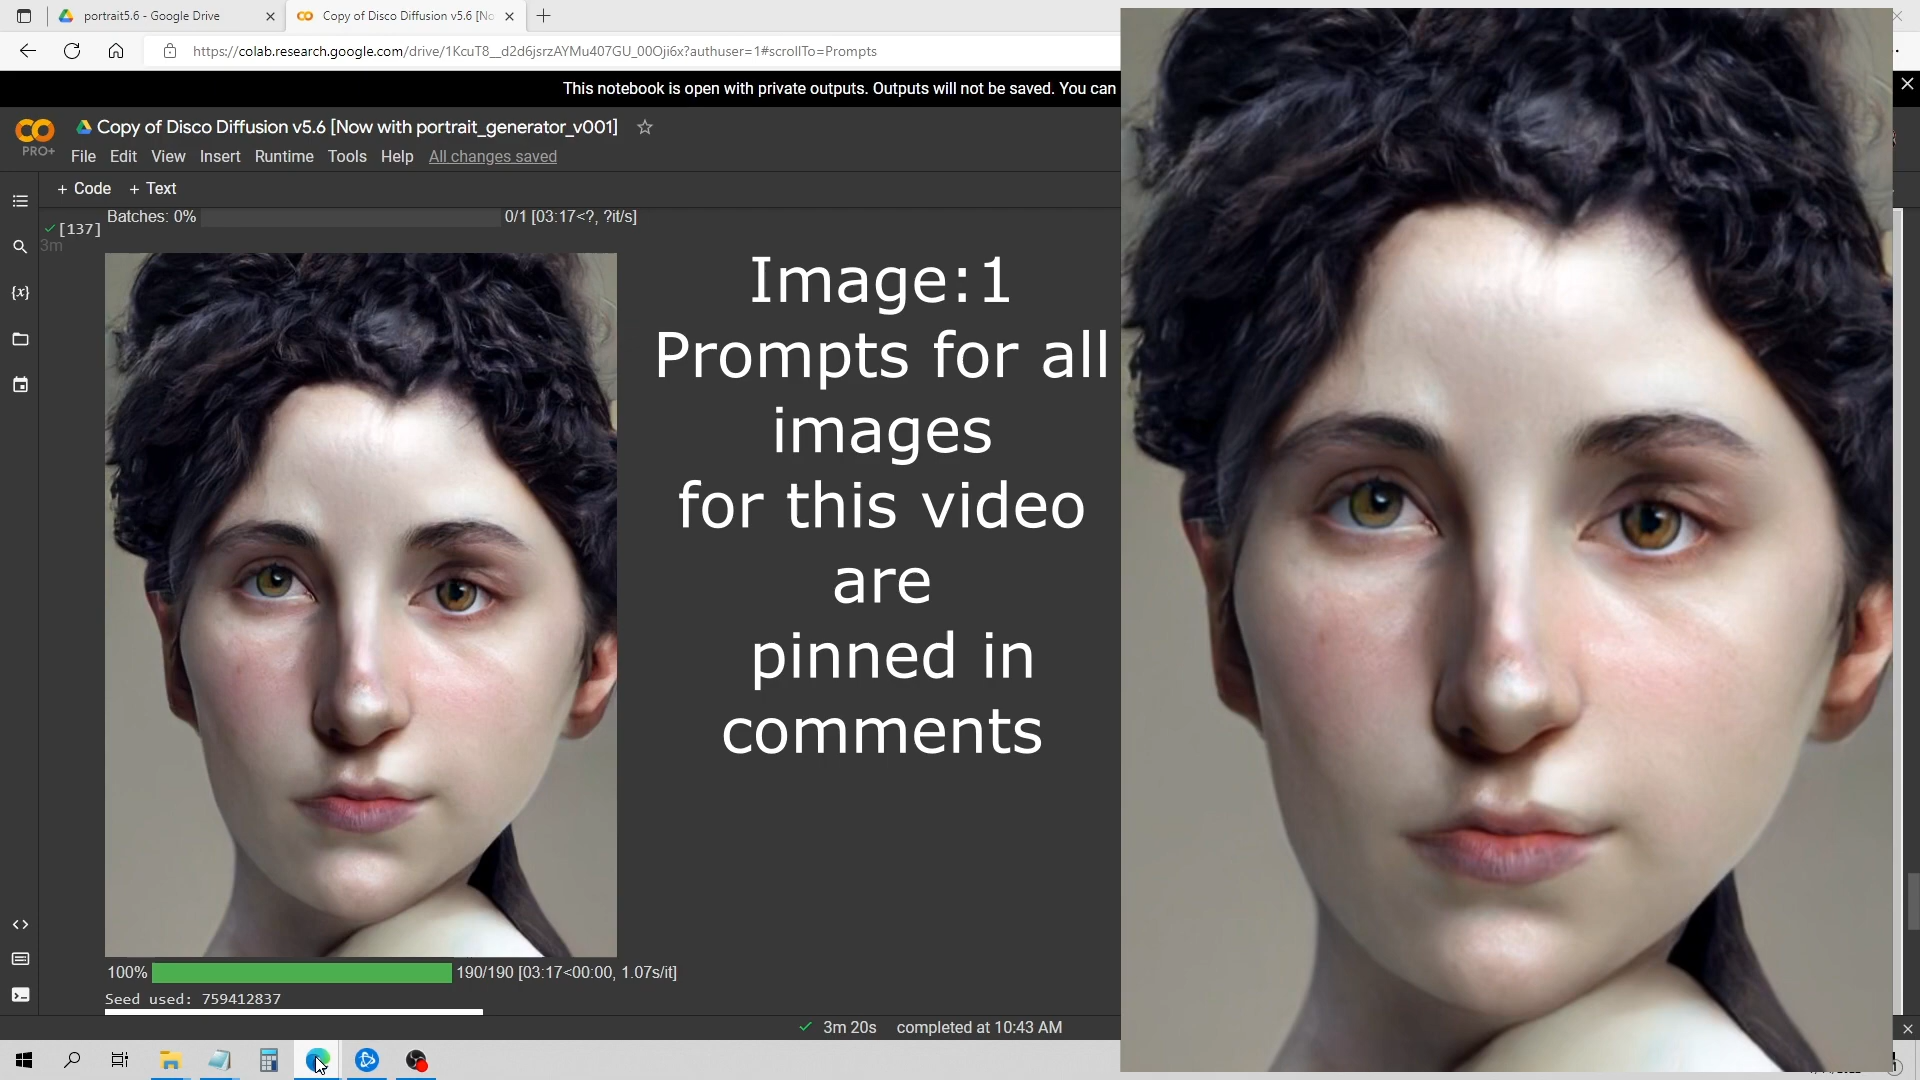 portrait5.6 - Google Drive
Copy of Disco Diffusion v5.6 [No
https://colab.research.google.com/drive/1KcuT8__d2d6jsrzAYMu407GU_00Oji6x?authuser=1#scrollTo=Prompts
This notebook is open with private outputs. Outputs will not be saved. You can
Copy of Disco Diffusion v5.6 [Now with portrait_generator_v001]
PRO+
File Edit View Insert Runtime Tools Help All changes saved
+ Code + Text
Batches: 0% 0/1 [03:17<?, ?it/s]
[137]
3m
{x}
Image:1
Prompts for all
images
for this video
are
pinned in
comments
100% 190/190 [03:17<00:00, 1.07s/it]
Seed used: 759412837
3m 20s completed at 10:43 AM